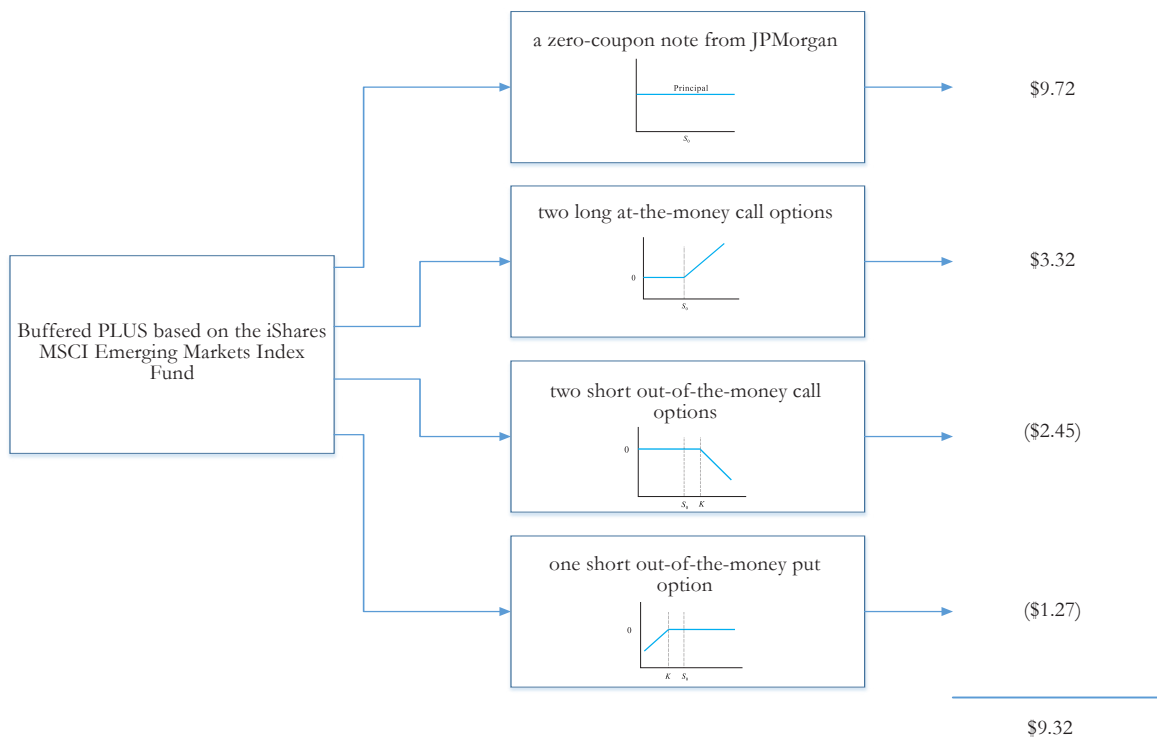 a zero-coupon note from JPMorgan
Principal
S₀
$9.72
two long at-the-money call options
0
S₀
$3.32
Buffered PLUS based on the iShares
MSCI Emerging Markets Index
Fund
two short out-of-the-money call
options
0
S₀ K
($2.45)
one short out-of-the-money put
option
0
K S₀
($1.27)
$9.32